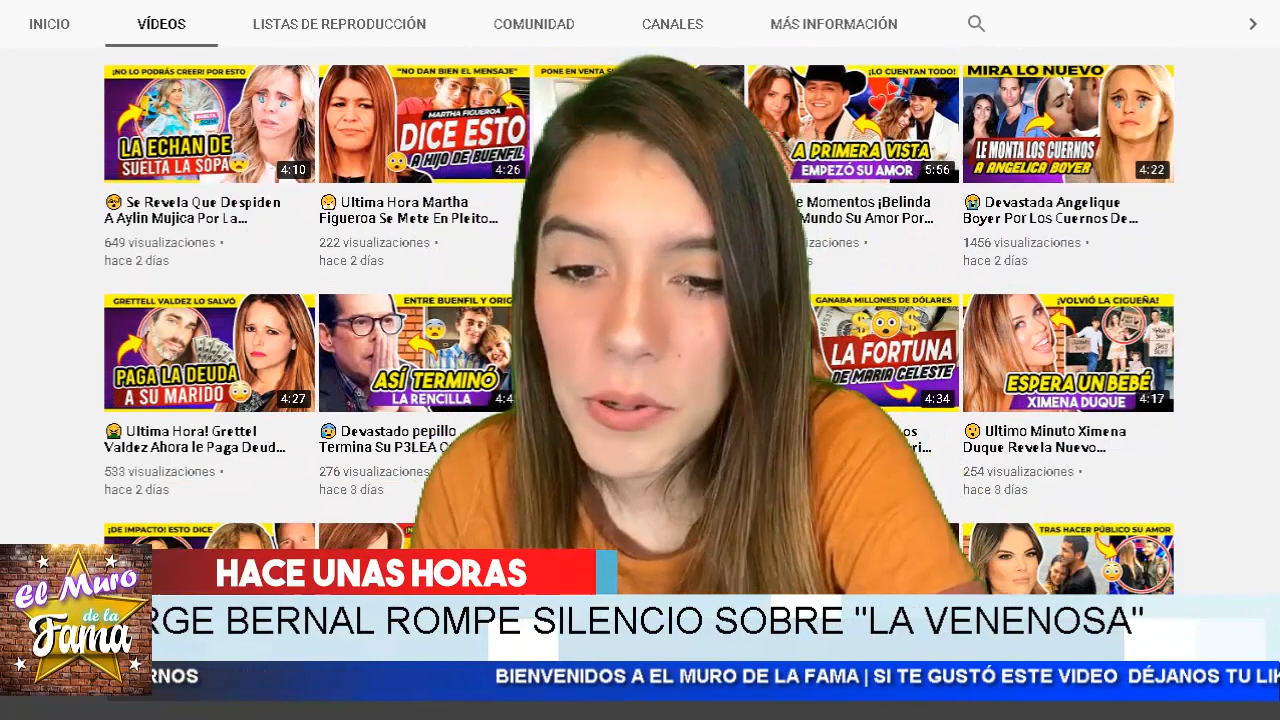 INICIO
VÍDEOS
LISTAS DE REPRODUCCIÓN
COMUNIDAD
CANALES
MÁS INFORMACIÓN
¡NO LO PODRÁS CREER! POR ESTO
LA ECHAN DE
SUELTA LA SOPA
4:10
"NO DAN BIEN EL MENSAJE"
MARTHA FIGUEROA
DICE ESTO
A HIJO DE BUENFIL
4:26
PONE EN VENTA
¡LO CUENTAN TODO!
A PRIMERA VISTA
EMPEZÓ SU AMOR
5:56
MIRA LO NUEVO
LE MONTA LOS CUERNOS
A ANGELICA BOYER
4:22
Se Revela Que Despiden
A Aylin Mujica Por La...
649 visualizaciones •
hace 2 días
Ultima Hora Martha
Figueroa Se Mete En Pleito...
222 visualizaciones •
hace 2 días
Momentos ¡Belinda
Mundo Su Amor Por...
Devastada Angelique
Boyer Por Los Cuernos De...
1456 visualizaciones •
hace 2 días
GRETTELL VALDEZ LO SALVÓ
PAGA LA DEUDA
A SU MARIDO
4:27
ENTRE BUENFIL Y
ASÍ TERMINÓ
LA RENCILLA
GANABA MILLONES DE DÓLARES
LA FORTUNA
DE MARIA CELESTE
4:34
¡VOLVIÓ LA CIGUEÑA!
ESPERA UN BEBÉ
XIMENA DUQUE
4:17
Ultima Hora! Grettel
Valdez Ahora le Paga Deud...
533 visualizaciones •
hace 2 días
Devastado pepillo
Termina Su P3LEA
276 visualizaciones
hace 3 días
Ultimo Minuto Ximena
Duque Revela Nuevo...
254 visualizaciones •
hace 3 días
¡DE IMPACTO! ESTO DICE
TRAS HACER PÚBLICO SU AMOR
El Muro
de la
Fama
HACE UNAS HORAS
RGE BERNAL ROMPE SILENCIO SOBRE "LA VENENOSA"
RNOS
BIENVENIDOS A EL MURO DE LA FAMA | SI TE GUSTÓ ESTE VIDEO DÉJANOS TU LIK